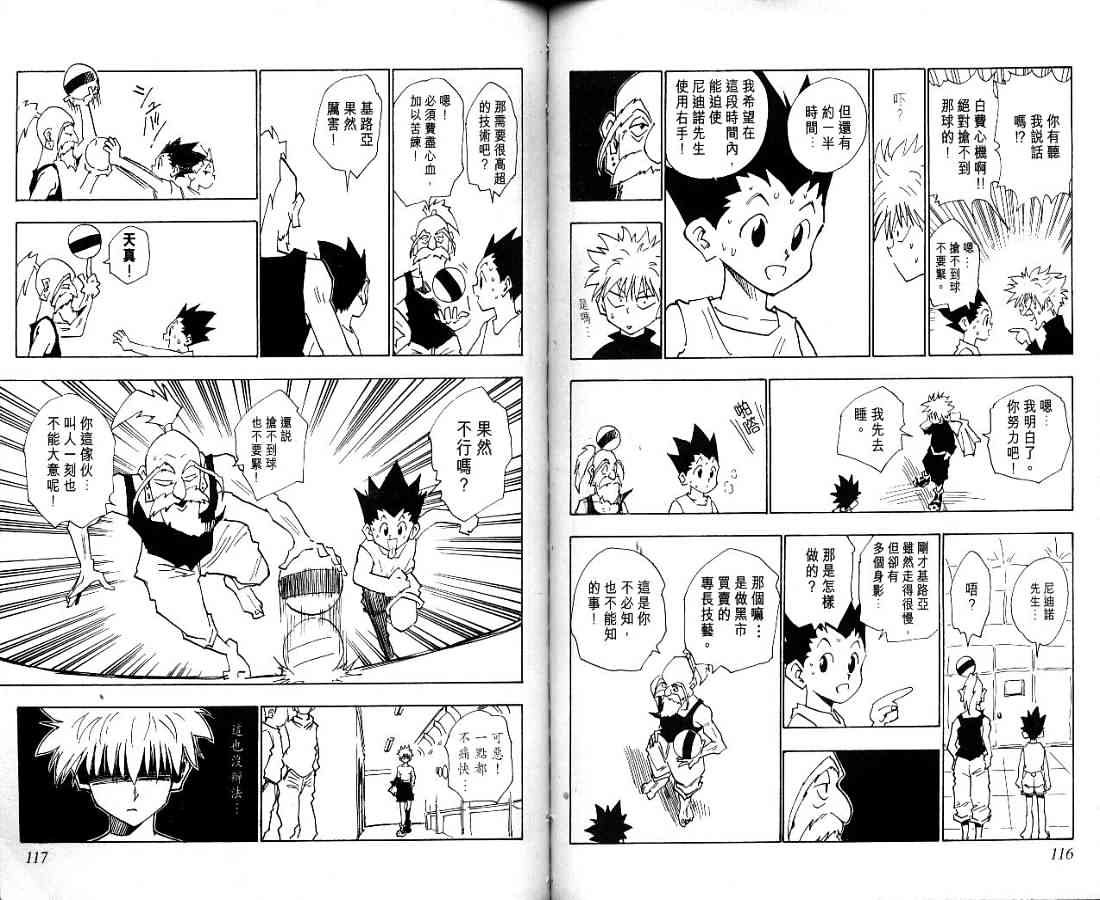 你有聽
我說話
嗎!?
白費心機啊!!
絕對搶不到
那球的!
嗯…
搶不到球
不要緊。
吓?
但還有
約一半
時間…
我希望在
這段時間內,
能迫使
尼迪諾先生
使用右手!
是嗎…
嗯…
我明白了。
你努力吧!
我先去
睡。
啪嗒
尼迪諾
先生…
唔?
剛才基路亞
雖然走得很慢,
但卻有
多個身影…
那是怎樣
做的?
那個嘛…
是做黑市
買賣的
專長技藝。
這是你
不必知,
也不能知
的事!
116
那需要很高超
的技術吧?
嗯!
必須費盡心血,
加以苦練!
基路亞
果然
厲害!
天真!
果然
不行嗎?
還說
搶不到球
也不要緊!
你這傢伙…
叫人一刻也
不能大意呢!
可惡!
一點都
不痛快…
這也沒辦法…
117